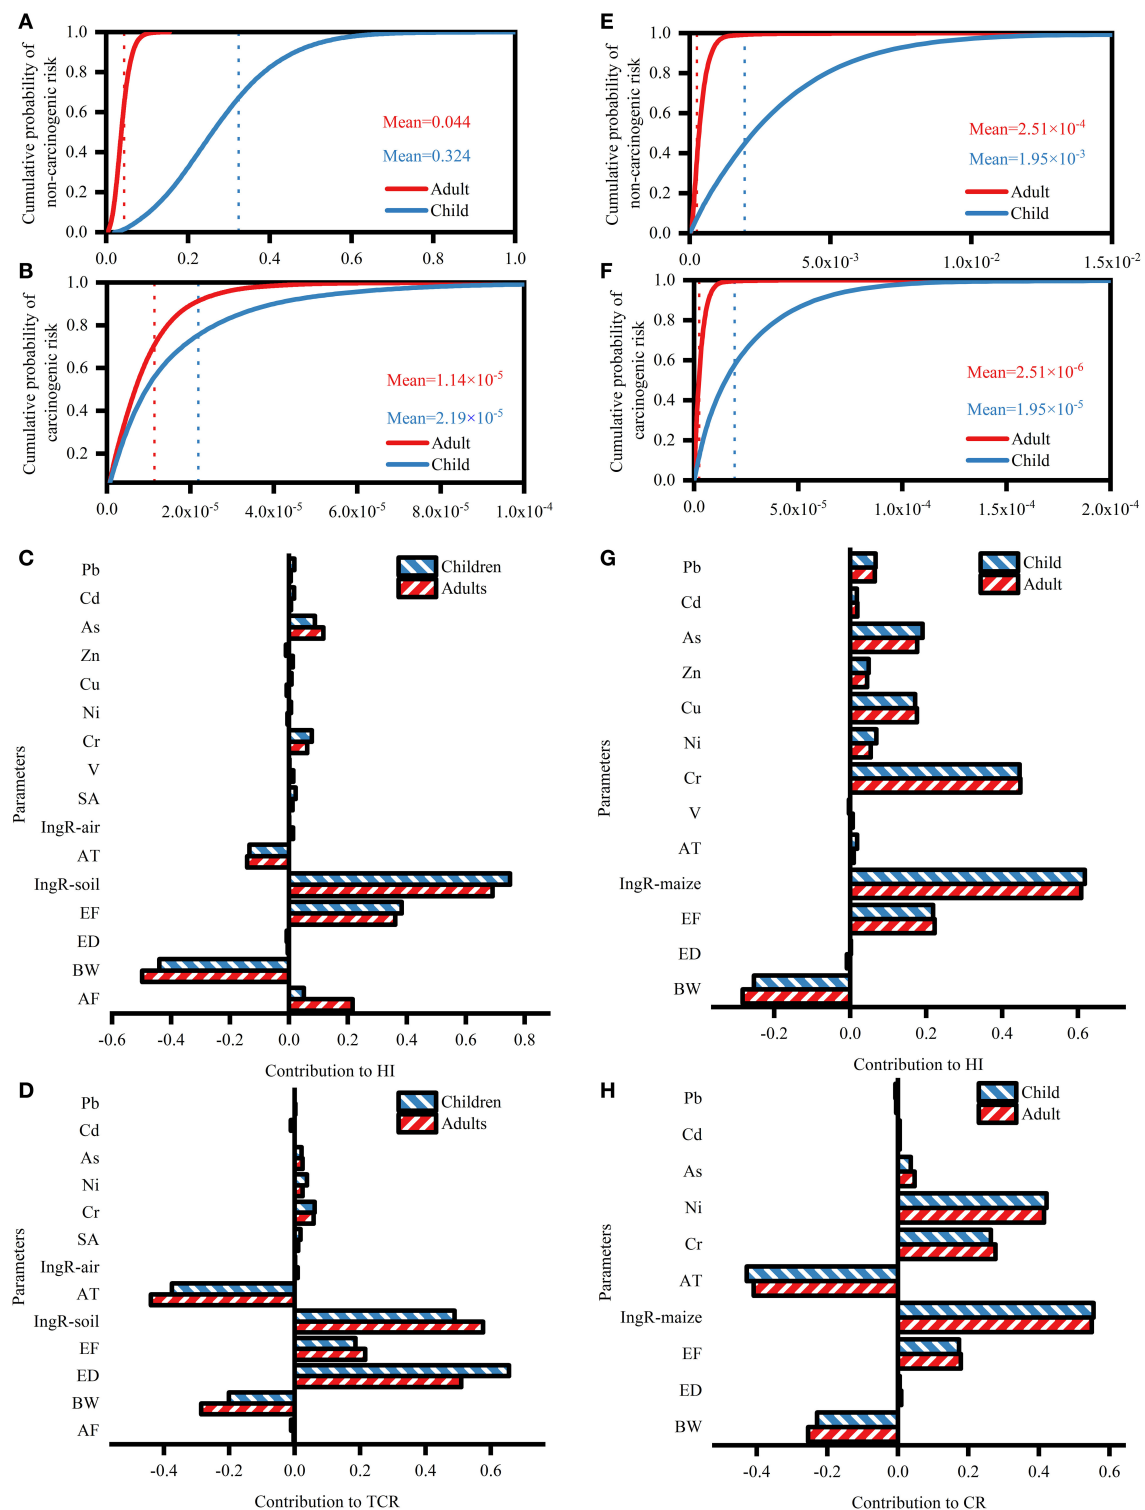 A
Cumulative probability of
non-carcinogenic risk
1.0
0.8
0.6
0.4
0.2
0.0
Mean=0.044
Mean=0.324
Adult
Child
0.0 0.2 0.4 0.6 0.8 1.0
B
Cumulative probability of
carcinogenic risk
1.0
0.8
0.6
0.4
0.2
Mean=1.14×10-5
Mean=2.19×10-5
Adult
Child
0.0 2.0x10-5 4.0x10-5 6.0x10-5 8.0x10-5 1.0x10-4
C
Parameters
Children
Adults
Pb
Cd
As
Zn
Cu
Ni
Cr
V
SA
IngR-air
AT
IngR-soil
EF
ED
BW
AF
-0.6 -0.4 -0.2 0.0 0.2 0.4 0.6 0.8
Contribution to HI
D
Parameters
Children
Adults
Pb
Cd
As
Ni
Cr
SA
IngR-air
AT
IngR-soil
EF
ED
BW
AF
-0.4 -0.2 0.0 0.2 0.4 0.6
Contribution to TCR
E
Cumulative probability of
non-carcinogenic risk
1.0
0.8
0.6
0.4
0.2
0.0
Mean=2.51×10-4
Mean=1.95×10-3
Adult
Child
0.0 5.0x10-3 1.0x10-2 1.5x10-2
F
Cumulative probability of
carcinogenic risk
1.0
0.8
0.6
0.4
0.2
0.0
Mean=2.51×10-6
Mean=1.95×10-5
Adult
Child
0.0 5.0x10-5 1.0x10-4 1.5x10-4 2.0x10-4
G
Parameters
Child
Adult
Pb
Cd
As
Zn
Cu
Ni
Cr
V
AT
IngR-maize
EF
ED
BW
-0.2 0.0 0.2 0.4 0.6
Contribution to HI
H
Parameters
Child
Adult
Pb
Cd
As
Ni
Cr
AT
IngR-maize
EF
ED
BW
-0.4 -0.2 0.0 0.2 0.4 0.6
Contribution to CR